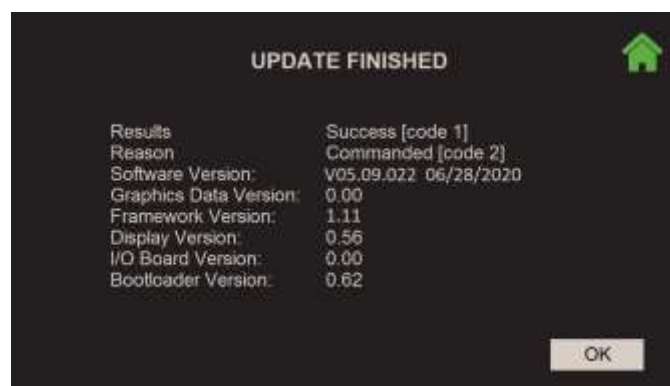 UPDATE FINISHED
Results Success [code 1]
Reason Commanded [code 2]
Software Version: V05.09.022 06/28/2020
Graphics Data Version: 0.00
Framework Version: 1.11
Display Version: 0.56
I/O Board Version: 0.00
Bootloader Version: 0.62
OK